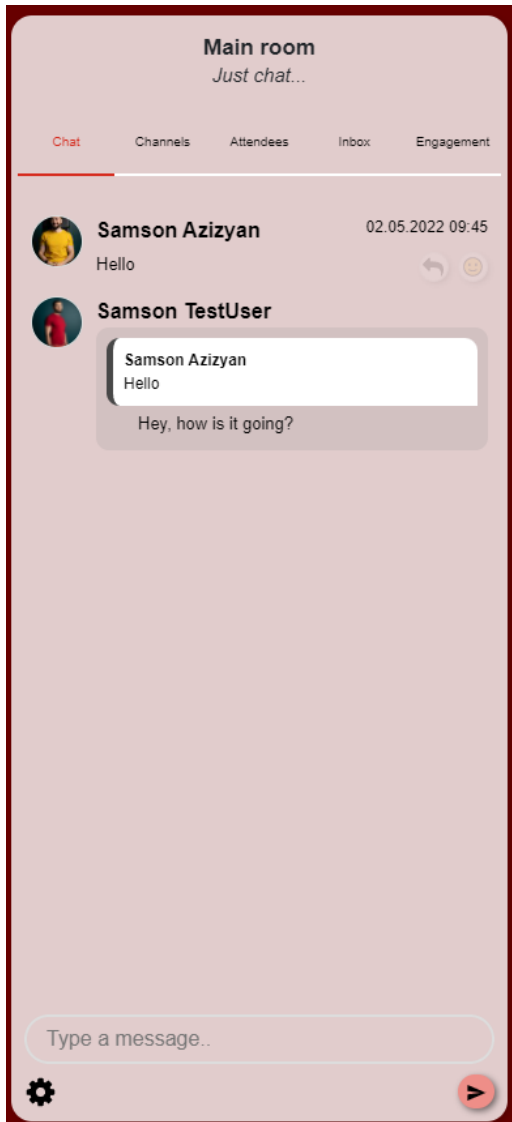 Main room
Just chat...
Chat Channels Attendees Inbox Engagement
Samson Azizyan 02.05.2022 09:45
Hello
Samson TestUser
Samson Azizyan
Hello
Hey, how is it going?
Type a message..